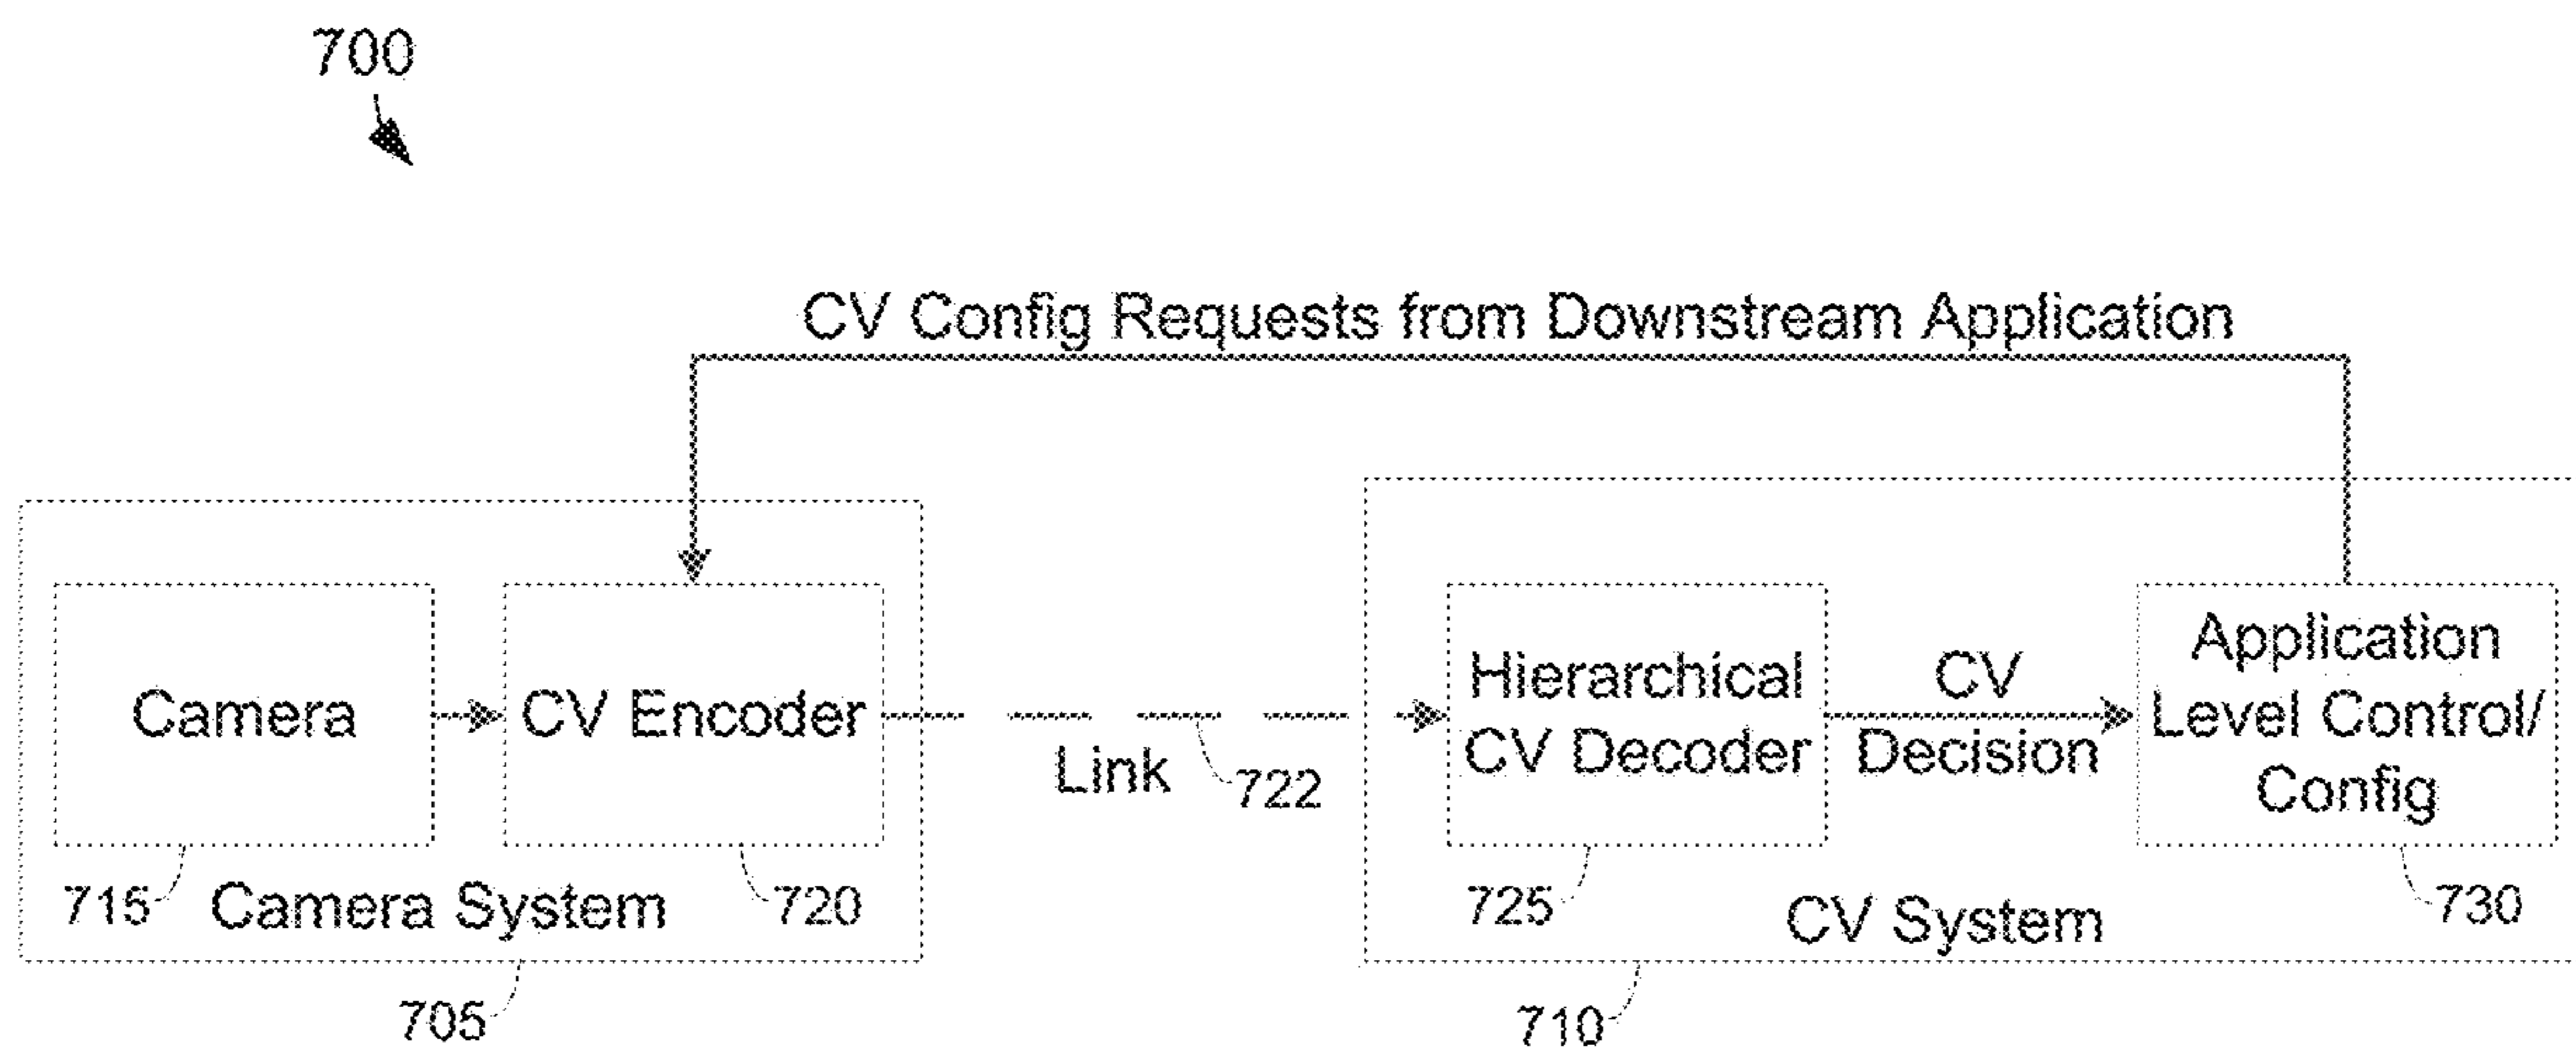 700
CV Config Requests from Downstream Application
Camera
CV Encoder
Link
722
Hierarchical
CV Decoder
CV
Decision
Application
Level Control/
Config
715
Camera System
720
725
CV System
730
705
710